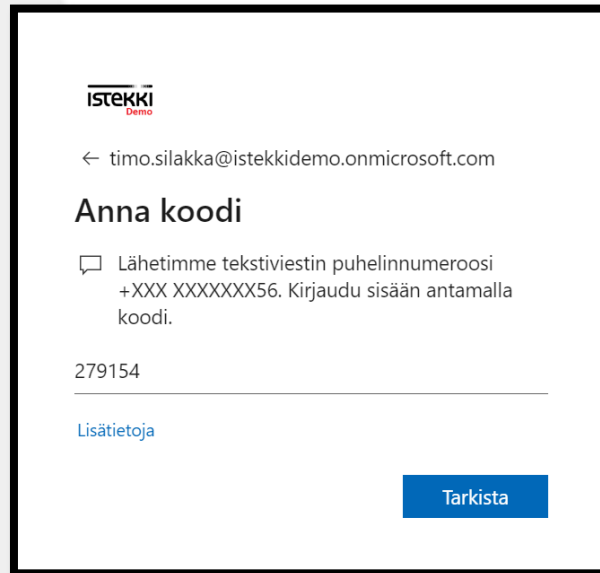 ISTEKKI
Demo
← timo.silakka@istekkidemo.onmicrosoft.com
Anna koodi
Lähetimme tekstiviestin puhelinnumeroosi
+XXX XXXXXXX56. Kirjaudu sisään antamalla
koodi.
279154
Lisätietoja
Tarkista